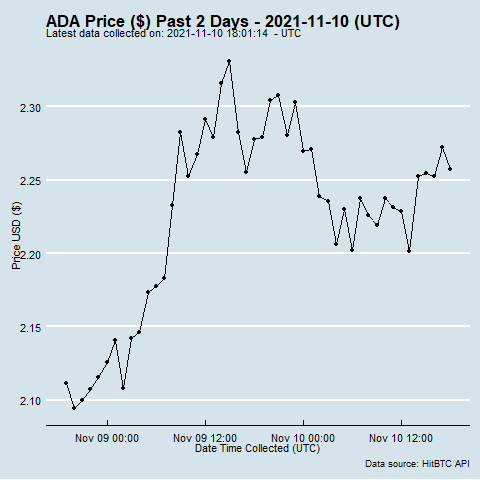 ADA Price ($) Past 2 Days - 2021-11-10 (UTC)
Latest data collected on: 2021-11-10 18:01:14  - UTC
2.30
2.25
2.20
2.15
2.10
Price USD ($)
Nov 09 00:00 Nov 09 12:00 Nov 10 00:00 Nov 10 12:00
Date Time Collected (UTC)
Data source: HitBTC API